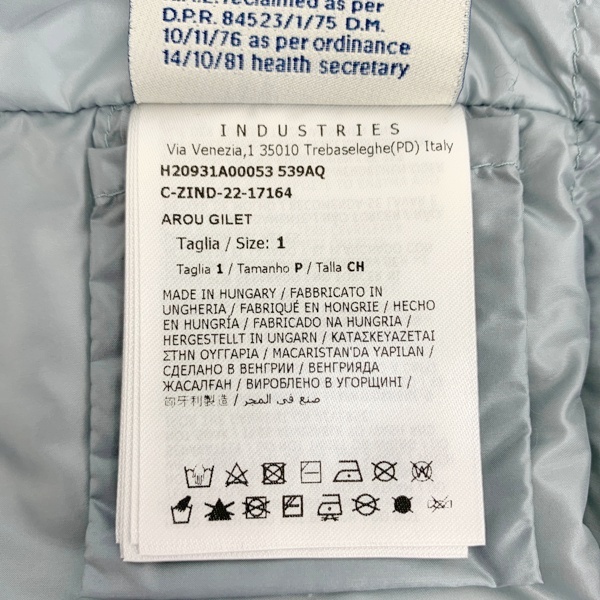 reclaimed as per
D.P.R. 84523/1/75 D.M.
10/11/76 as per ordinance
14/10/81 health secretary
INDUSTRIES
Via Venezia,1 35010 Trebaseleghe(PD) Italy
H20931A00053 539AQ
C-ZIND-22-17164
AROU GILET
Taglia / Size: 1
Taglia 1 / Tamanho P / Talla CH
MADE IN HUNGARY / FABBRICATO IN
UNGHERIA / FABRIQUÉ EN HONGRIE / HECHO
EN HUNGRÍA / FABRICADO NA HUNGRIA /
HERGESTELLT IN UNGARN / ΚΑΤΑΣΚΕΥΑΖΕΤΑΙ
ΣΤΗΝ ΟΥΓΓΑΡΙΑ / MACARISTAN'DA YAPILAN /
СДЕЛАНО В ВЕНГРИИ / ВЕНГРИЯДА
ЖАСАЛҒАН / ВИРОБЛЕНО В УГОРЩИНІ /
匈牙利製造 / صنع في المجر